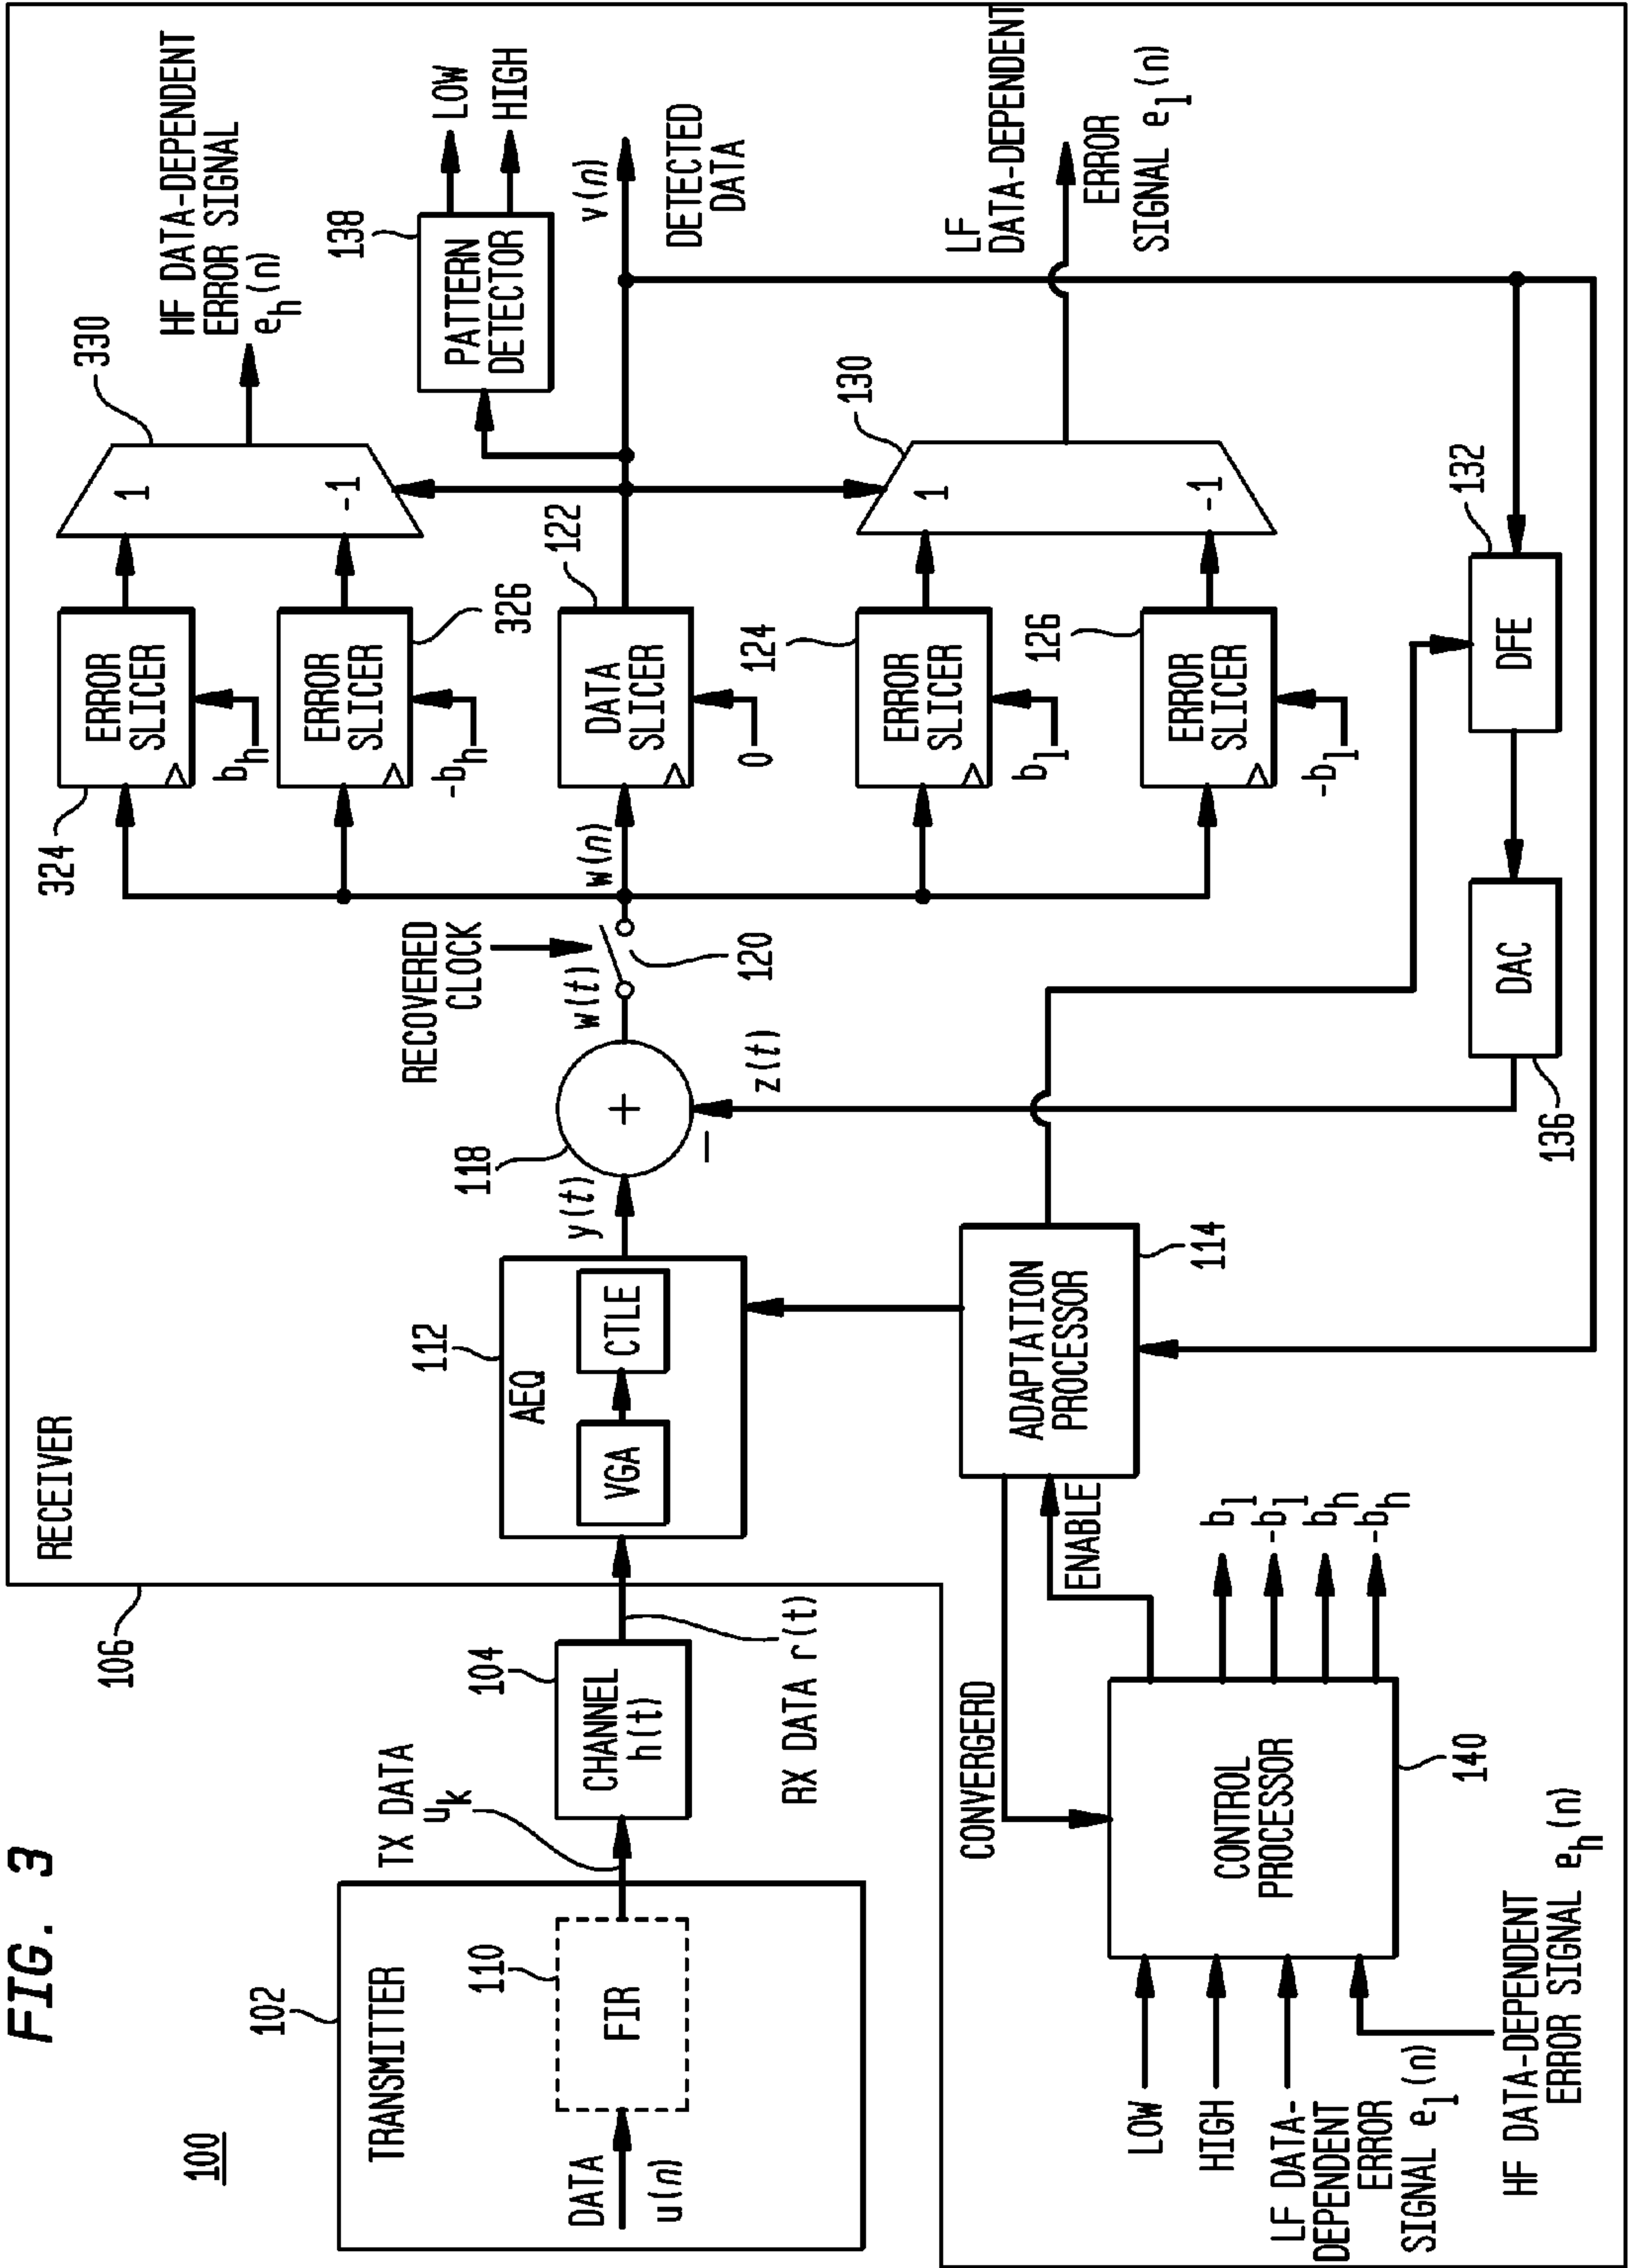 FIG. 3
100
102
TRANSMITTER
110
FIR
DATA
u(n)
TX DATA
u_k
104
CHANNEL
h(t)
RX DATA r(t)
106
RECEIVER
112
AEQ
VGA
CTLE
y(t)
118
+
−
z(t)
w(t)
RECOVERED
CLOCK
120
w(n)
324
ERROR
SLICER
b_h
326
ERROR
SLICER
-b_h
122
DATA
SLICER
0
124
ERROR
SLICER
b_l
126
ERROR
SLICER
-b_l
330
1
-1
HF DATA-DEPENDENT
ERROR SIGNAL
e_h(n)
138
PATTERN
DETECTOR
LOW
HIGH
v(n)
DETECTED
DATA
130
1
-1
LF
DATA-DEPENDENT
ERROR
SIGNAL e_l(n)
132
DFE
DAC
136
114
ADAPTATION
PROCESSOR
ENABLE
CONVERGERD
140
CONTROL
PROCESSOR
b_l
-b_l
b_h
-b_h
LOW
HIGH
LF DATA-
DEPENDENT
ERROR
SIGNAL e_l(n)
HF DATA-DEPENDENT
ERROR SIGNAL e_h(n)